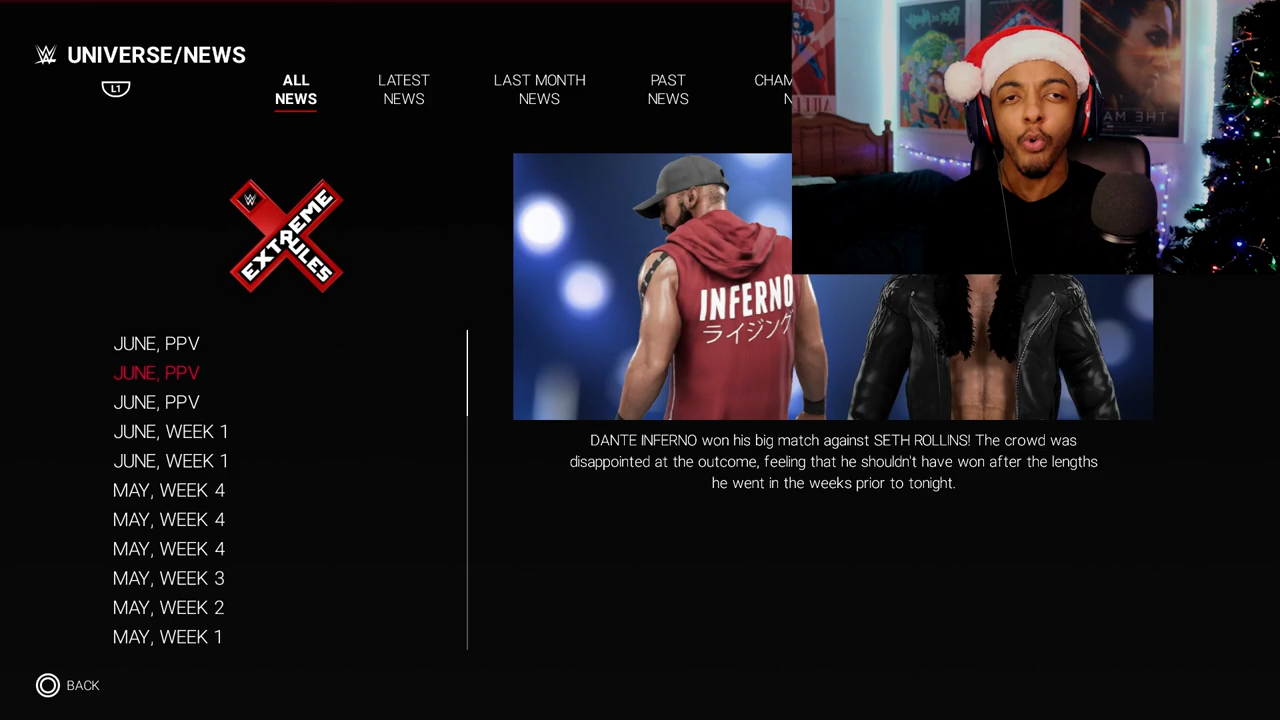 UNIVERSE/NEWS
L1
ALL
NEWS
LATEST
NEWS
LAST MONTH
NEWS
PAST
NEWS
CHAM
N
EXTREME
RULES
JUNE, PPV
JUNE, PPV
JUNE, PPV
JUNE, WEEK 1
JUNE, WEEK 1
MAY, WEEK 4
MAY, WEEK 4
MAY, WEEK 4
MAY, WEEK 3
MAY, WEEK 2
MAY, WEEK 1
INFERNO
ライジング
DANTE INFERNO won his big match against SETH ROLLINS! The crowd was
disappointed at the outcome, feeling that he shouldn't have won after the lengths
he went in the weeks prior to tonight.
BACK